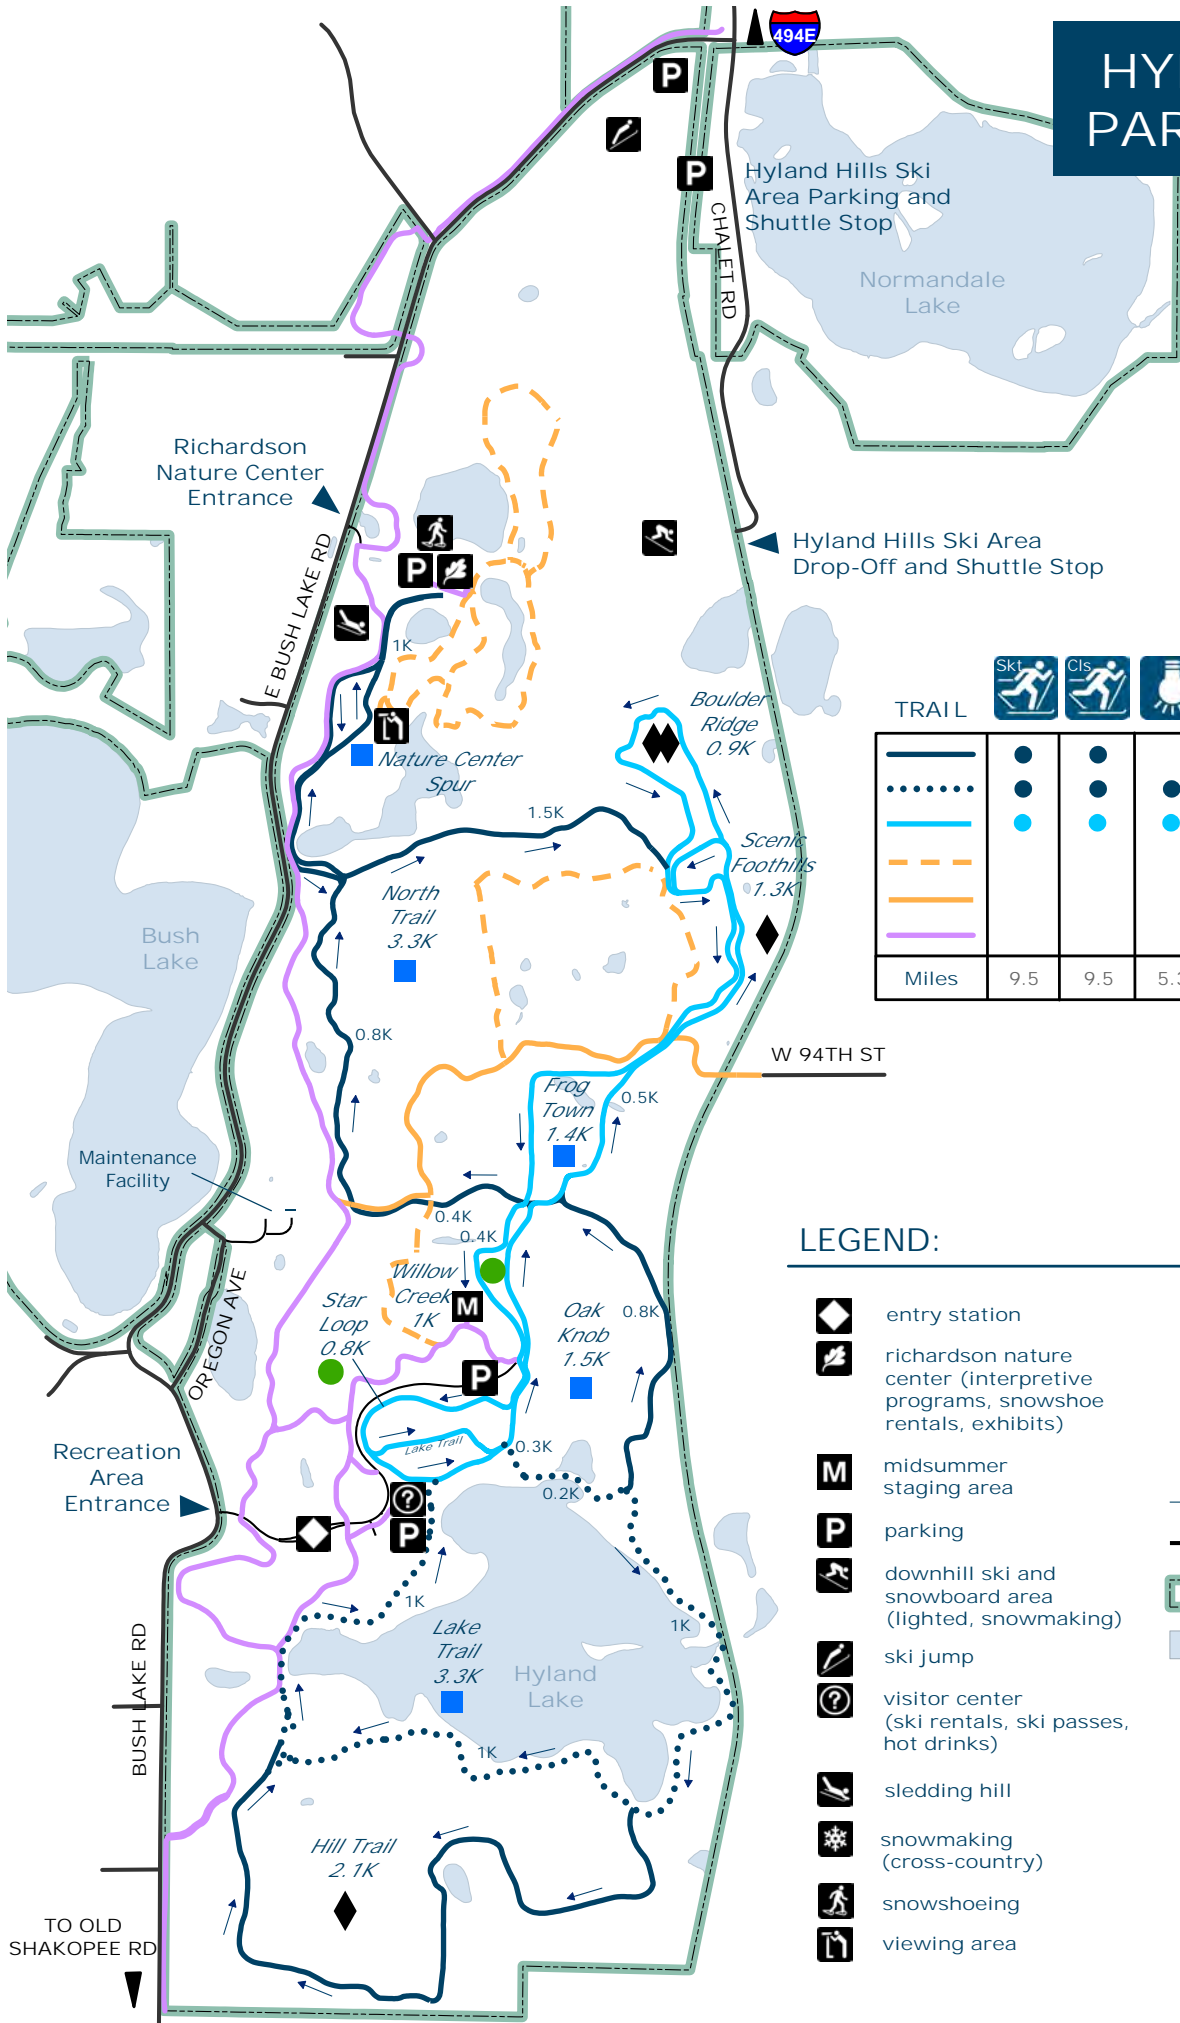 494E
HY
PAR
P
P
Hyland Hills Ski
Area Parking and
Shuttle Stop
CHALET RD
Normandale
Lake
Richardson
Nature Center
Entrance
E BUSH LAKE RD
P
Hyland Hills Ski Area
Drop-Off and Shuttle Stop
1K
Boulder
Ridge
0.9K
Nature Center
Spur
1.5K
Scenic
Foothills
1.3K
North
Trail
3.3K
Bush
Lake
TRAIL
Skt
Cls
Miles
9.5
9.5
5.3
0.8K
W 94TH ST
Frog
Town
1.4K
0.5K
Maintenance
Facility
0.4K
0.4K
Willow
Creek
1K
M
Star
Loop
0.8K
OREGON AVE
Oak
Knob
1.5K
0.8K
P
Lake Trail
0.3K
0.2K
Recreation
Area
Entrance
?
P
1K
1K
Lake
Trail
3.3K
Hyland
Lake
BUSH LAKE RD
1K
Hill Trail
2.1K
TO OLD
SHAKOPEE RD
LEGEND:
entry station
richardson nature
center (interpretive
programs, snowshoe
rentals, exhibits)
M
midsummer
staging area
P
parking
downhill ski and
snowboard area
(lighted, snowmaking)
ski jump
?
visitor center
(ski rentals, ski passes,
hot drinks)
sledding hill
snowmaking
(cross-country)
snowshoeing
viewing area